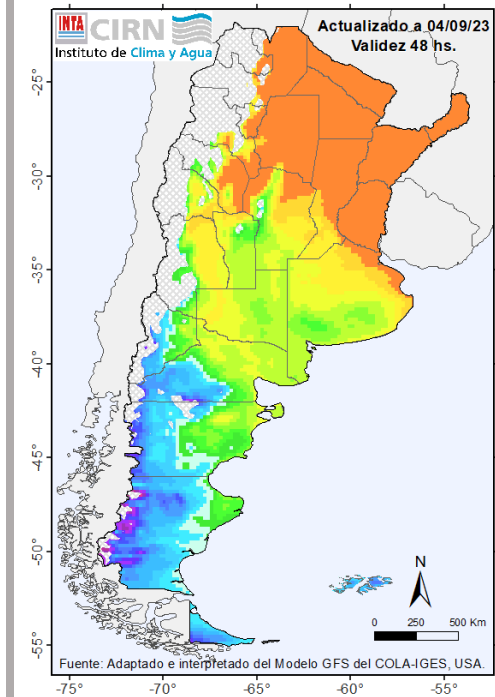 INTA CIRN
Instituto de Clima y Agua
Actualizado a 04/09/23
Validez 48 hs.
-25°
-30°
-35°
-40°
-45°
-50°
-55°
N
0 250 500 Km
Fuente: Adaptado e interpretado del Modelo GFS del COLA-IGES, USA.
-75° -70° -65° -60° -55°